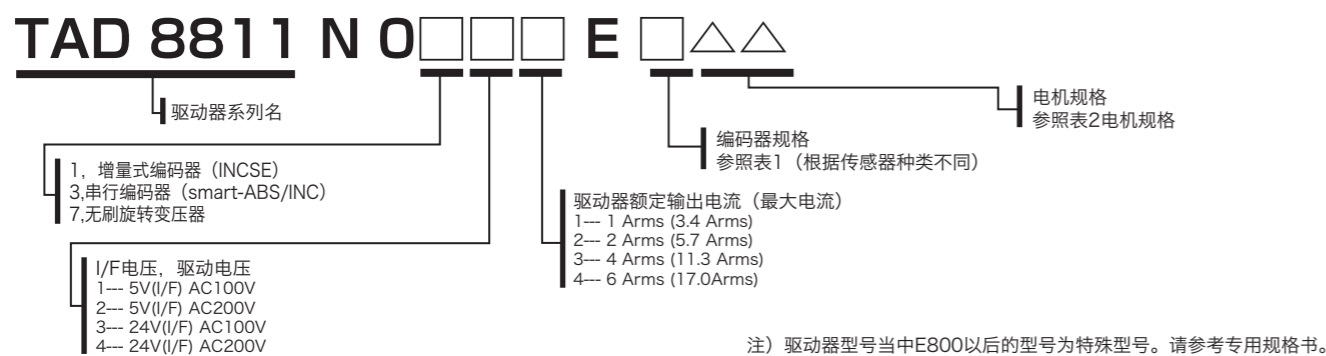 TAD 8811 N 0□□□ E □△△
驱动器系列名
1，增量式编码器（INCSE）
3,串行编码器（smart-ABS/INC）
7,无刷旋转变压器
I/F电压，驱动电压
1--- 5V(I/F) AC100V
2--- 5V(I/F) AC200V
3--- 24V(I/F) AC100V
4--- 24V(I/F) AC200V
驱动器额定输出电流（最大电流）
1--- 1 Arms (3.4 Arms)
2--- 2 Arms (5.7 Arms)
3--- 4 Arms (11.3 Arms)
4--- 6 Arms (17.0Arms)
编码器规格
参照表1（根据传感器种类不同）
电机规格
参照表2电机规格
注）驱动器型号当中E800以后的型号为特殊型号。请参考专用规格书。